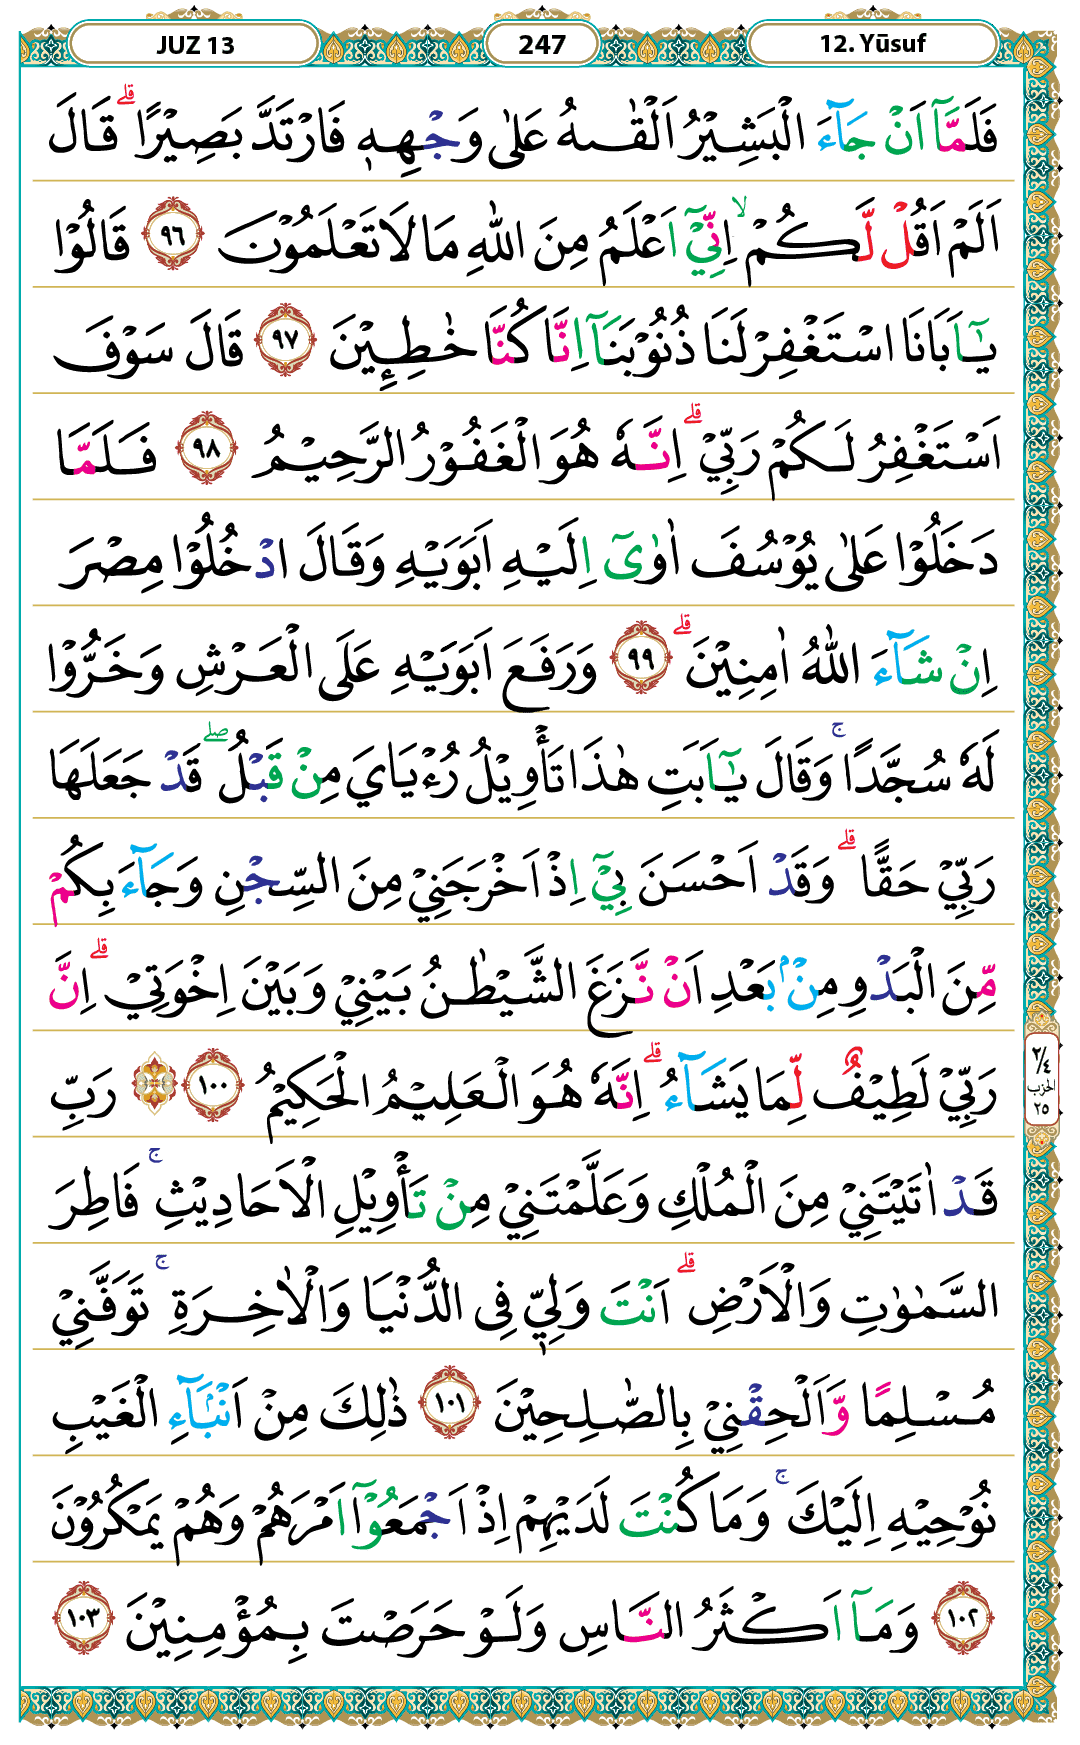 JUZ 13 247 12. Yūsuf
فَلَمَّآ اَنْ جَآءَ الْبَشِيْرُ اَلْقٰىهُ عَلٰى وَجْهِهٖ فَارْتَدَّ بَصِيْرًاۗ قَالَ
اَلَمْ اَقُلْ لَّكُمْۙ اِنِّيْٓ اَعْلَمُ مِنَ اللّٰهِ مَا لَا تَعْلَمُوْنَ ٩٦ قَالُوْا
يٰٓاَبَانَا اسْتَغْفِرْ لَنَا ذُنُوْبَنَآ اِنَّا كُنَّا خٰطِـِٕيْنَ ٩٧ قَالَ سَوْفَ
اَسْتَغْفِرُ لَكُمْ رَبِّيْۗ اِنَّهٗ هُوَ الْغَفُوْرُ الرَّحِيْمُ ٩٨ فَلَمَّا
دَخَلُوْا عَلٰى يُوْسُفَ اٰوٰىٓ اِلَيْهِ اَبَوَيْهِ وَقَالَ ادْخُلُوْا مِصْرَ
اِنْ شَآءَ اللّٰهُ اٰمِنِيْنَۗ ٩٩ وَرَفَعَ اَبَوَيْهِ عَلَى الْعَرْشِ وَخَرُّوْا
لَهٗ سُجَّدًاۚ وَقَالَ يٰٓاَبَتِ هٰذَا تَأْوِيْلُ رُءْيَايَ مِنْ قَبْلُۖ قَدْ جَعَلَهَا
رَبِّيْ حَقًّاۗ وَقَدْ اَحْسَنَ بِيْٓ اِذْ اَخْرَجَنِيْ مِنَ السِّجْنِ وَجَآءَ بِكُمْ
مِّنَ الْبَدْوِ مِنْۢ بَعْدِ اَنْ نَّزَغَ الشَّيْطٰنُ بَيْنِيْ وَبَيْنَ اِخْوَتِيْۗ اِنَّ
رَبِّيْ لَطِيْفٌ لِّمَا يَشَآءُۗ اِنَّهٗ هُوَ الْعَلِيْمُ الْحَكِيْمُ ١٠٠ ۞ رَبِّ
قَدْ اٰتَيْتَنِيْ مِنَ الْمُلْكِ وَعَلَّمْتَنِيْ مِنْ تَأْوِيْلِ الْاَحَادِيْثِۚ فَاطِرَ
السَّمٰوٰتِ وَالْاَرْضِۗ اَنْتَ وَلِيّٖ فِى الدُّنْيَا وَالْاٰخِرَةِۚ تَوَفَّنِيْ
مُسْلِمًا وَّاَلْحِقْنِيْ بِالصّٰلِحِيْنَ ١٠١ ذٰلِكَ مِنْ اَنْۢبَآءِ الْغَيْبِ
نُوْحِيْهِ اِلَيْكَۚ وَمَا كُنْتَ لَدَيْهِمْ اِذْ اَجْمَعُوْٓا اَمْرَهُمْ وَهُمْ يَمْكُرُوْنَ
١٠٢ وَمَآ اَكْثَرُ النَّاسِ وَلَوْ حَرَصْتَ بِمُؤْمِنِيْنَ ١٠٣
٢/٤
الحزب
٢٥